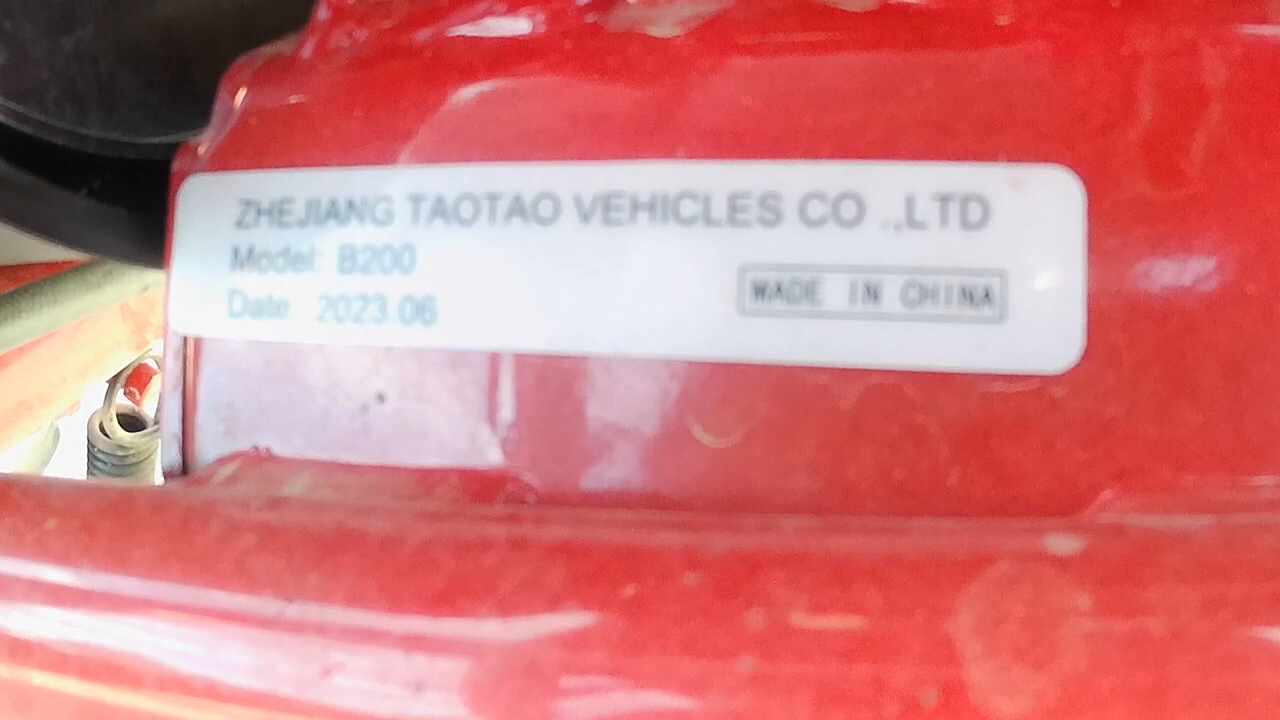 ZHEJIANG TAOTAO VEHICLES CO .,LTD
Model: B200
Date 2023.06
MADE IN CHINA